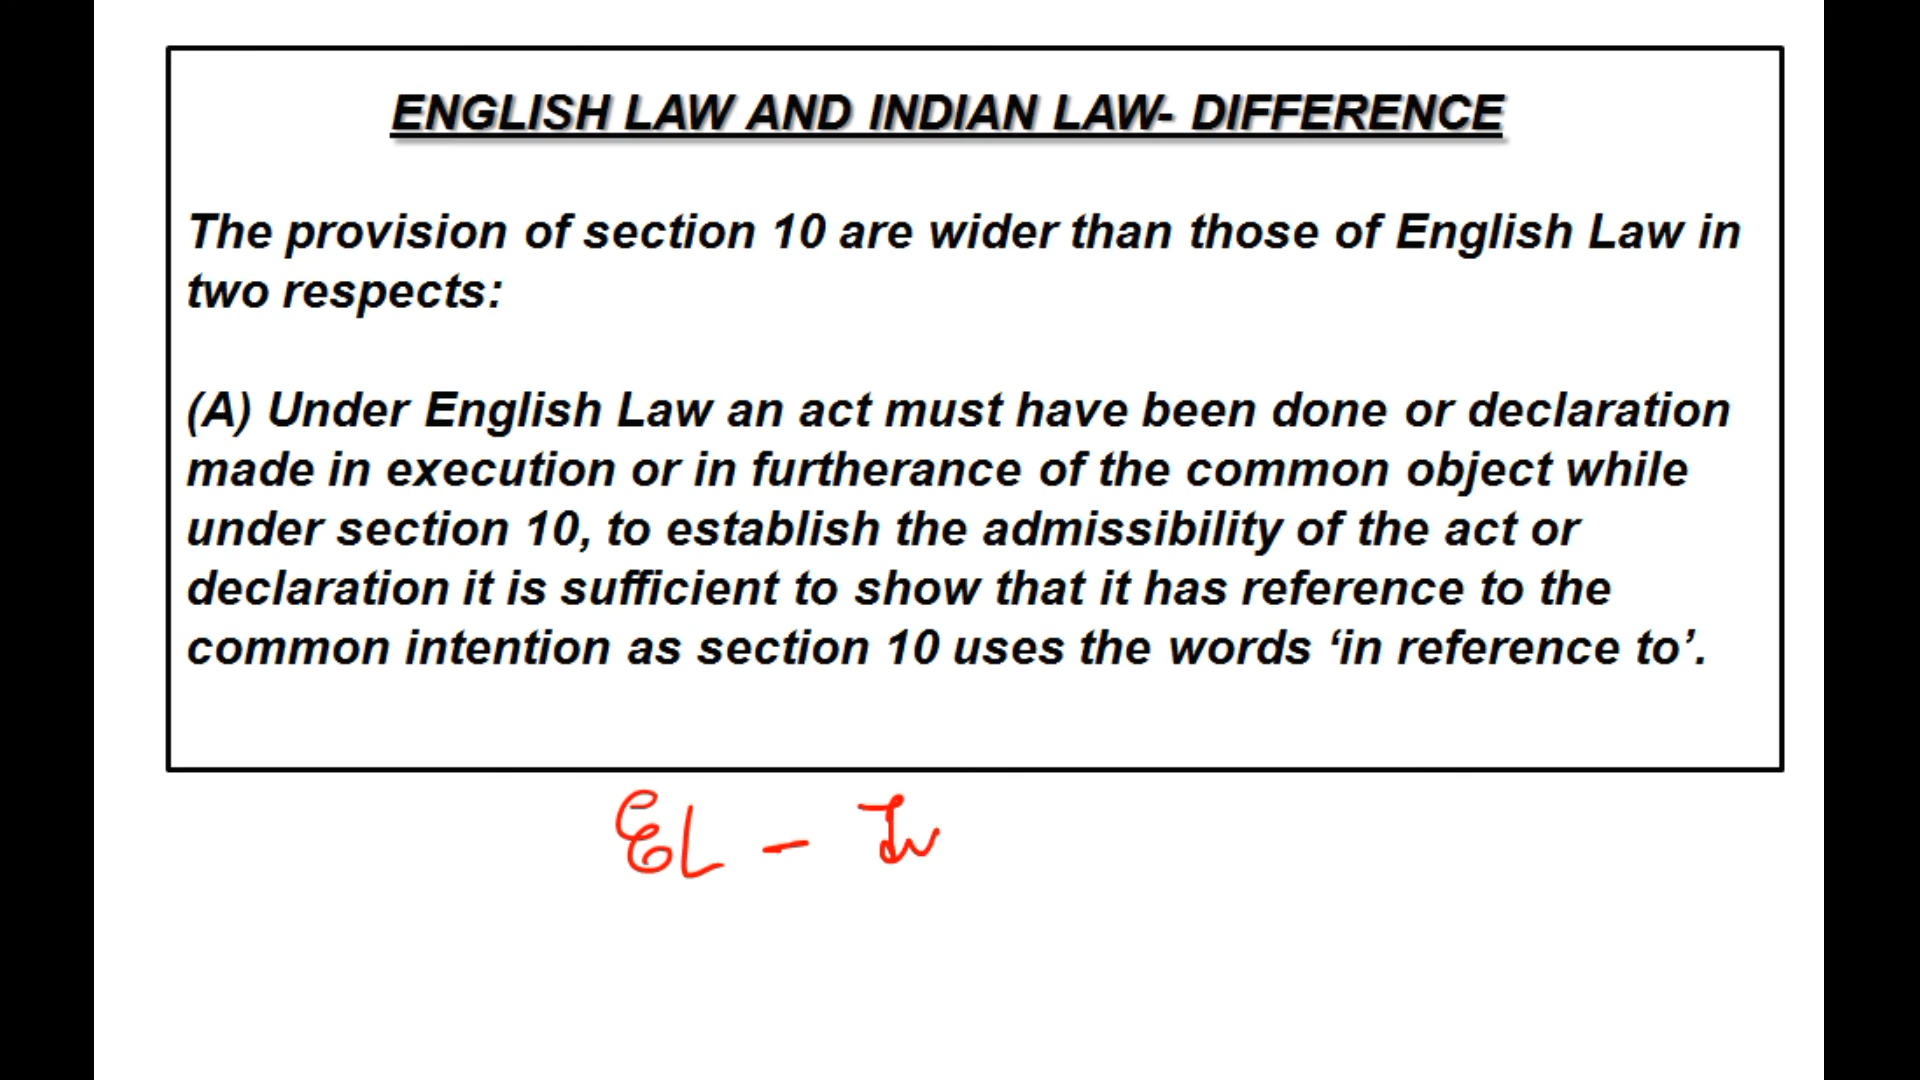 ENGLISH LAW AND INDIAN LAW- DIFFERENCE
The provision of section 10 are wider than those of English Law in
two respects:
(A) Under English Law an act must have been done or declaration
made in execution or in furtherance of the common object while
under section 10, to establish the admissibility of the act or
declaration it is sufficient to show that it has reference to the
common intention as section 10 uses the words ‘in reference to’.
EL -